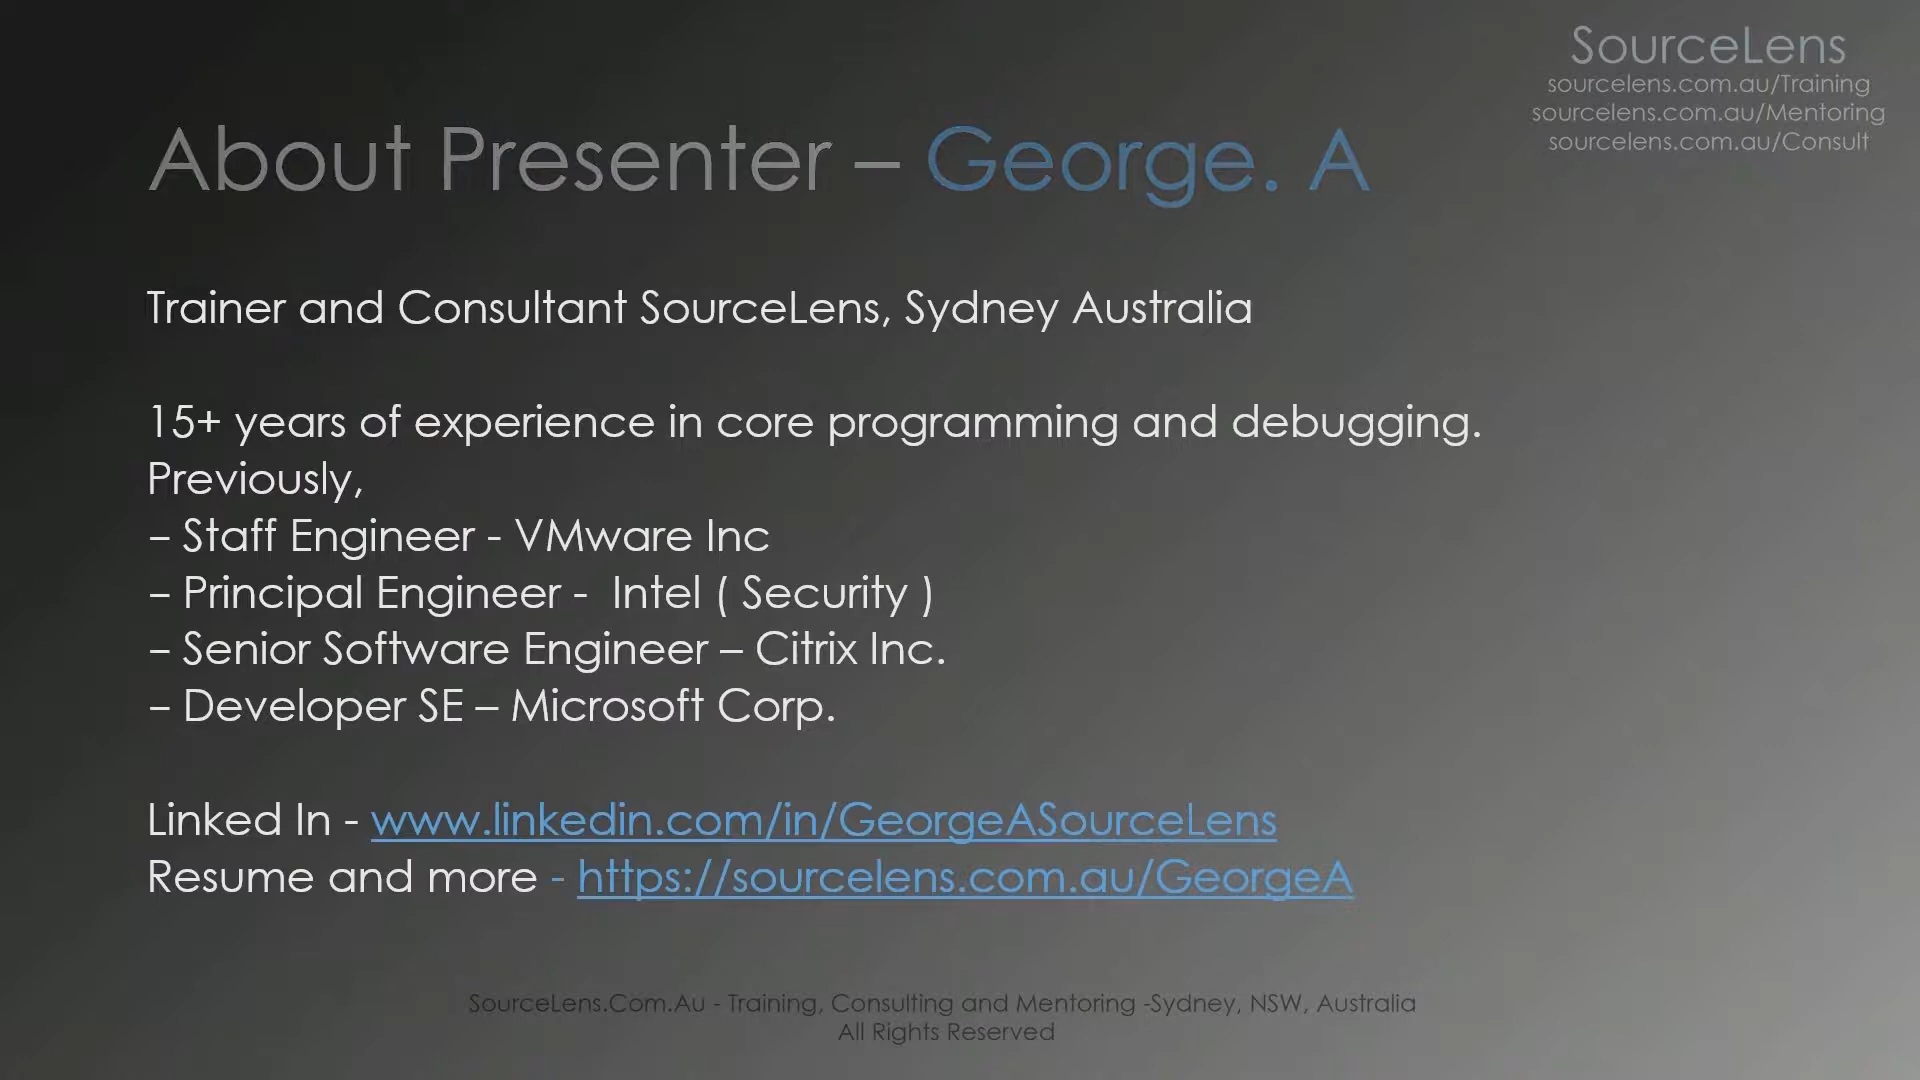 SourceLens
sourcelens.com.au/Training
sourcelens.com.au/Mentoring
sourcelens.com.au/Consult
About Presenter – George. A
Trainer and Consultant SourceLens, Sydney Australia
15+ years of experience in core programming and debugging.
Previously,
– Staff Engineer - VMware Inc
– Principal Engineer -  Intel ( Security )
– Senior Software Engineer – Citrix Inc.
– Developer SE – Microsoft Corp.
Linked In - www.linkedin.com/in/GeorgeASourceLens
Resume and more - https://sourcelens.com.au/GeorgeA
SourceLens.Com.Au - Training, Consulting and Mentoring -Sydney, NSW, Australia
All Rights Reserved